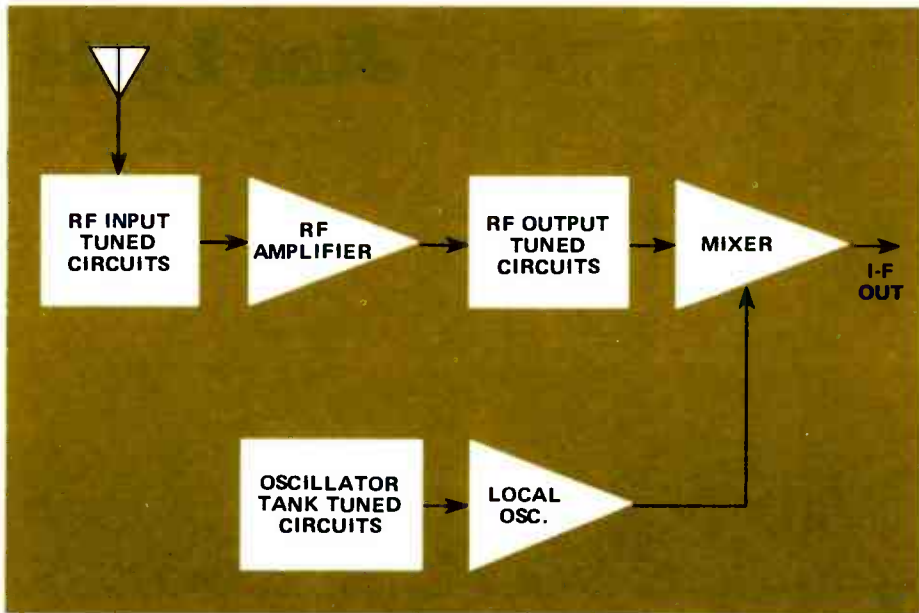 RF INPUT
TUNED
CIRCUITS
RF
AMPLIFIER
RF OUTPUT
TUNED
CIRCUITS
MIXER
I-F
OUT
OSCILLATOR
TANK TUNED
CIRCUITS
LOCAL
OSC.